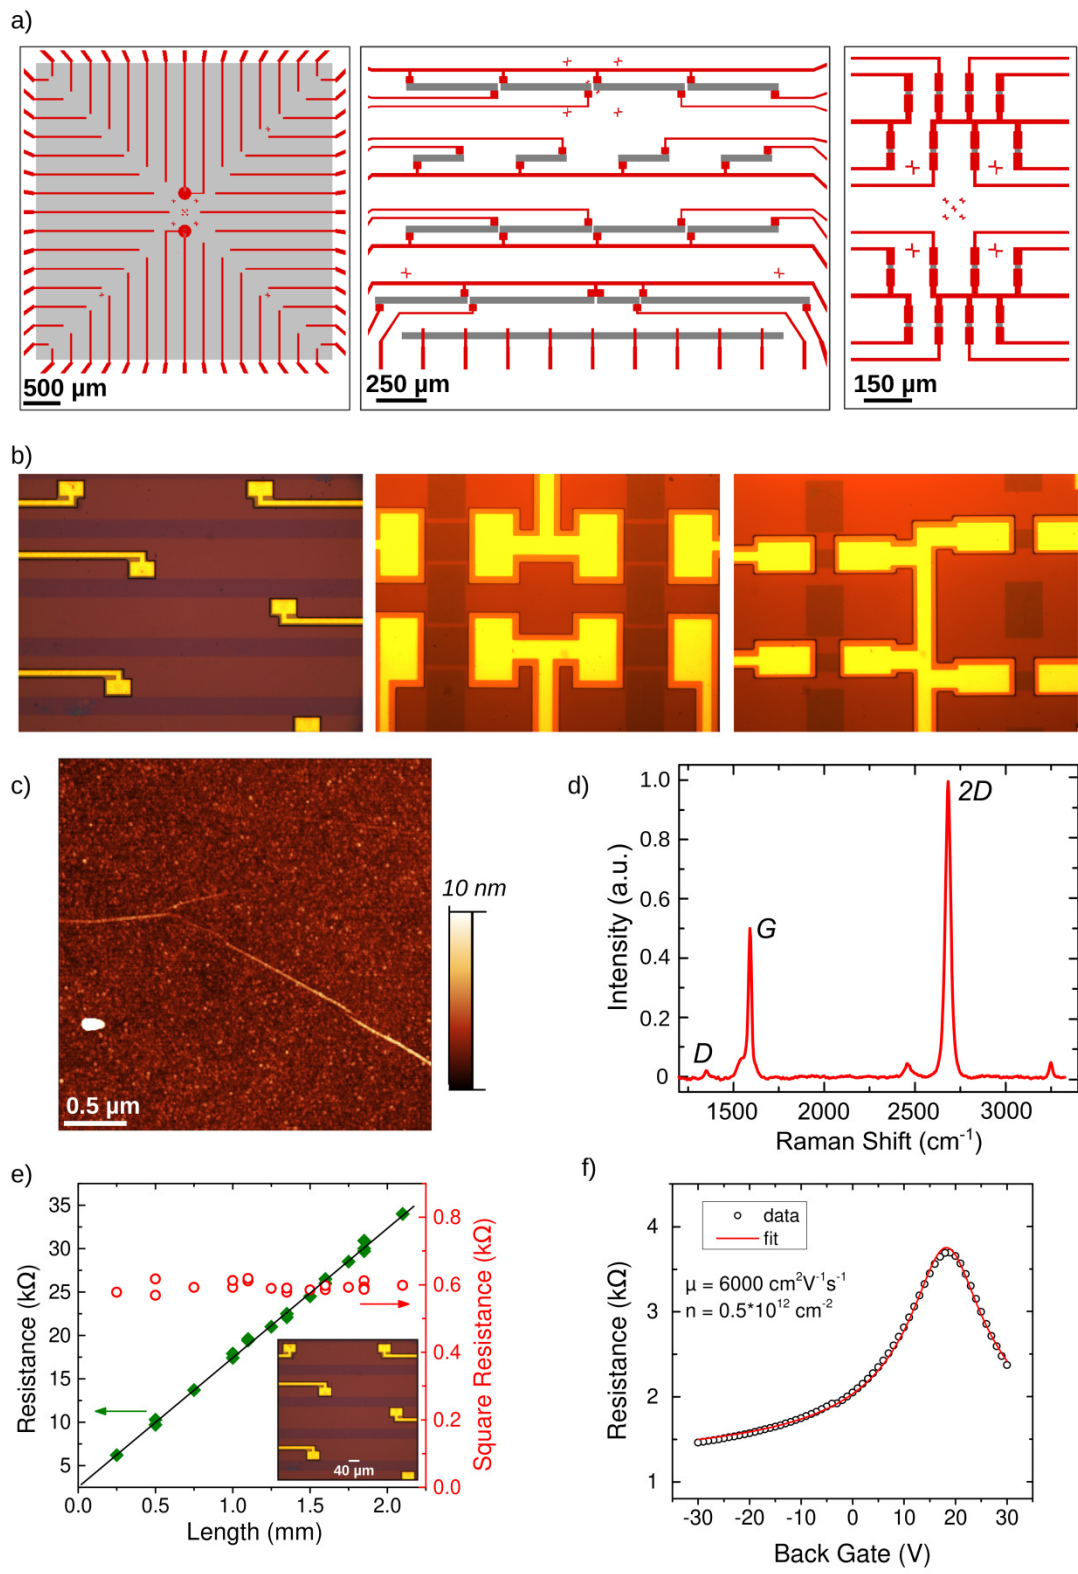 a)
500 µm
250 µm
150 µm
b)
c)
10 nm
0.5 µm
d)
1.0
0.8
0.6
0.4
0.2
0
Intensity (a.u.)
D
G
2D
1500 2000 2500 3000
Raman Shift (cm⁻¹)
e)
35
30
25
20
15
10
5
Resistance (kΩ)
0.8
0.6
0.4
0.2
0.0
Square Resistance (kΩ)
40 µm
0.0 0.5 1.0 1.5 2.0
Length (mm)
f)
4
3
2
1
Resistance (kΩ)
data
fit
µ = 6000 cm²V⁻¹s⁻¹
n = 0.5*10¹² cm⁻²
-30 -20 -10 0 10 20 30
Back Gate (V)